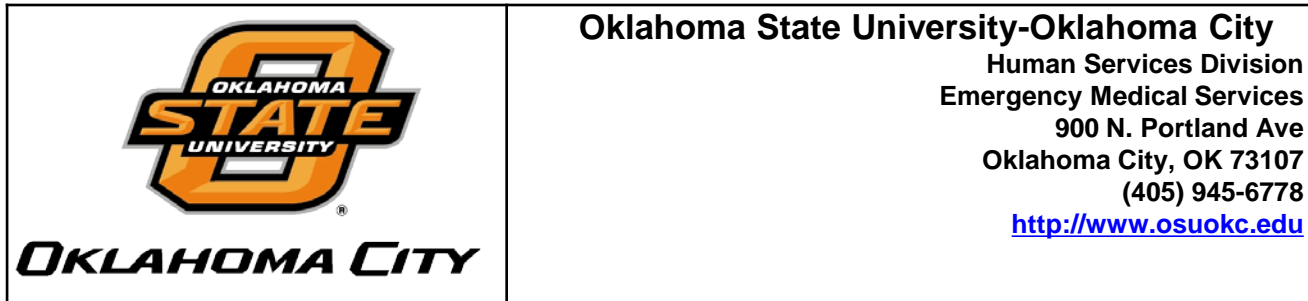 OKLAHOMA
STATE
UNIVERSITY
®
OKLAHOMA CITY
Oklahoma State University-Oklahoma City
Human Services Division
Emergency Medical Services
900 N. Portland Ave
Oklahoma City, OK 73107
(405) 945-6778
http://www.osuokc.edu